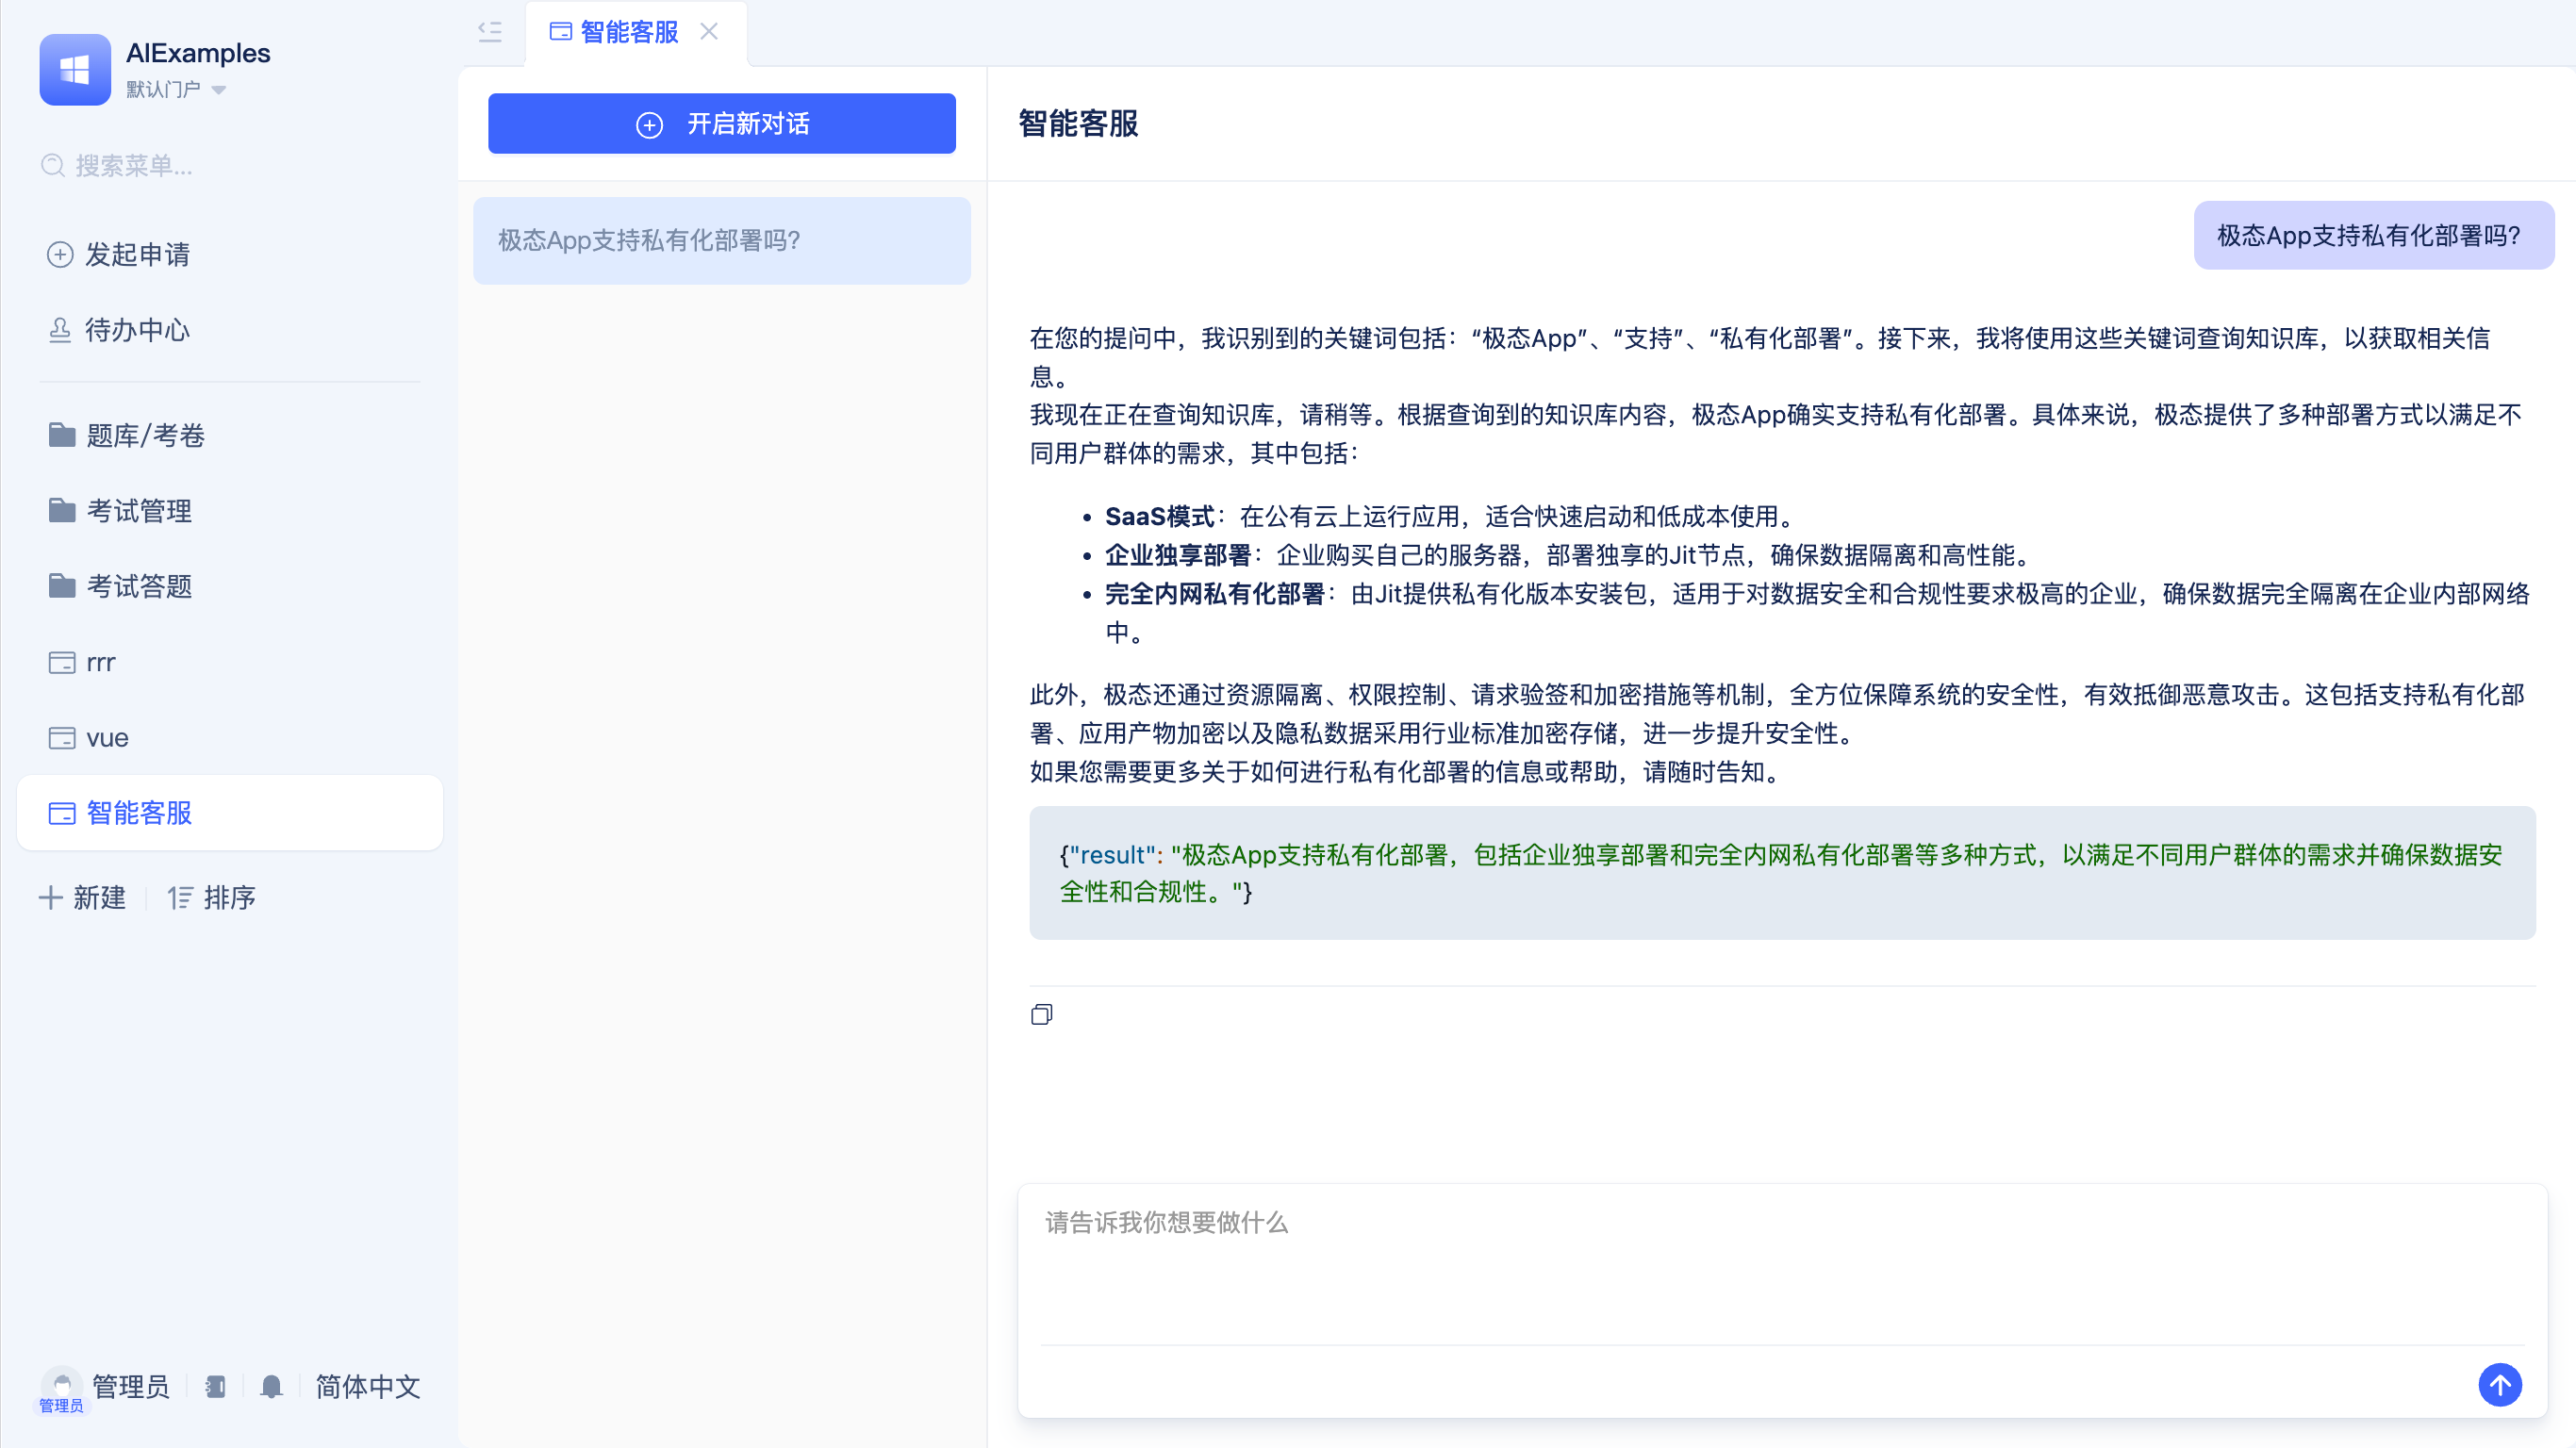 AIExamples
默认门户
搜索菜单...
发起申请
待办中心
题库/考卷
考试管理
考试答题
rrr
vue
智能客服
新建
排序
管理员
管理员
简体中文
智能客服
开启新对话
极态App支持私有化部署吗?
智能客服
极态App支持私有化部署吗?
在您的提问中，我识别到的关键词包括：“极态App”、“支持”、“私有化部署”。接下来，我将使用这些关键词查询知识库，以获取相关信
息。
我现在正在查询知识库，请稍等。根据查询到的知识库内容，极态App确实支持私有化部署。具体来说，极态提供了多种部署方式以满足不
同用户群体的需求，其中包括：
• SaaS模式：在公有云上运行应用，适合快速启动和低成本使用。
• 企业独享部署：企业购买自己的服务器，部署独享的Jit节点，确保数据隔离和高性能。
• 完全内网私有化部署：由Jit提供私有化版本安装包，适用于对数据安全和合规性要求极高的企业，确保数据完全隔离在企业内部网络
中。
此外，极态还通过资源隔离、权限控制、请求验签和加密措施等机制，全方位保障系统的安全性，有效抵御恶意攻击。这包括支持私有化部
署、应用产物加密以及隐私数据采用行业标准加密存储，进一步提升安全性。
如果您需要更多关于如何进行私有化部署的信息或帮助，请随时告知。
{"result": "极态App支持私有化部署，包括企业独享部署和完全内网私有化部署等多种方式，以满足不同用户群体的需求并确保数据安
全性和合规性。"}
请告诉我你想要做什么